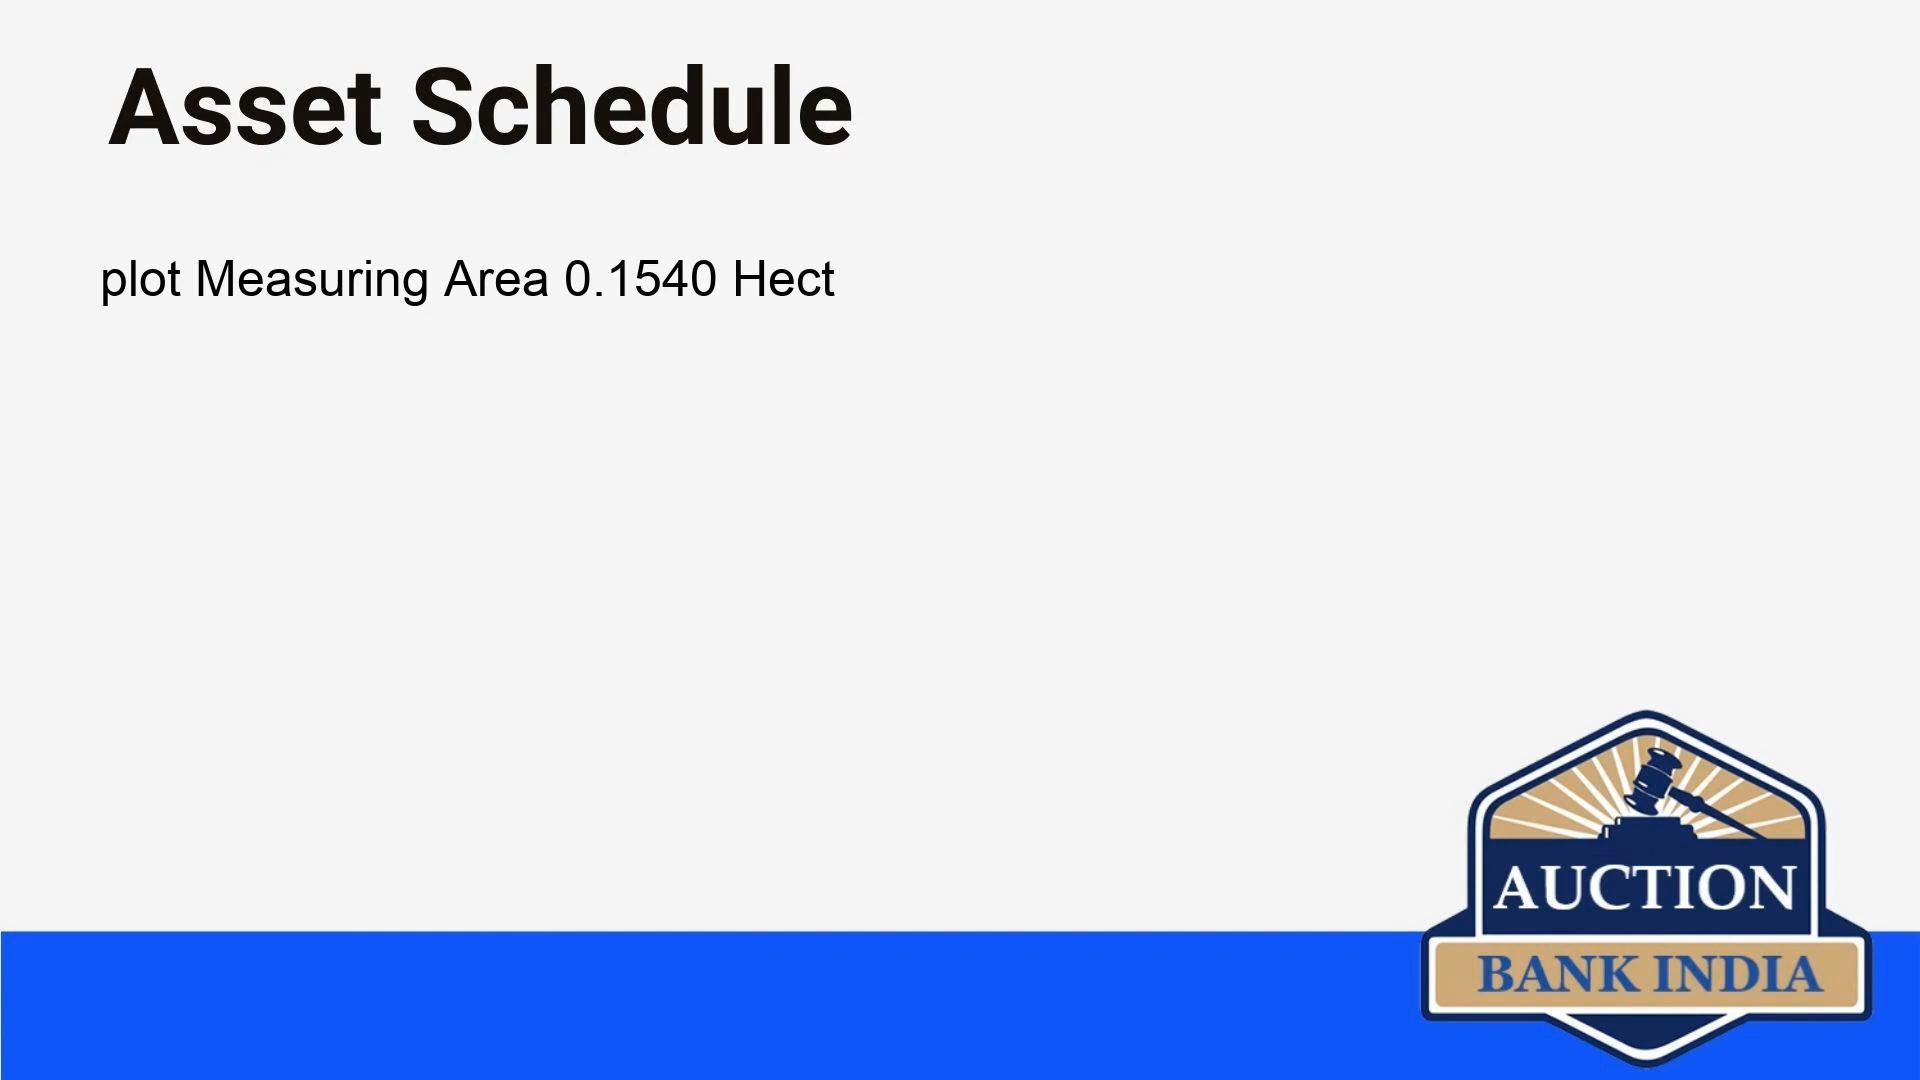 Asset Schedule
plot Measuring Area 0.1540 Hect
AUCTION
BANK INDIA